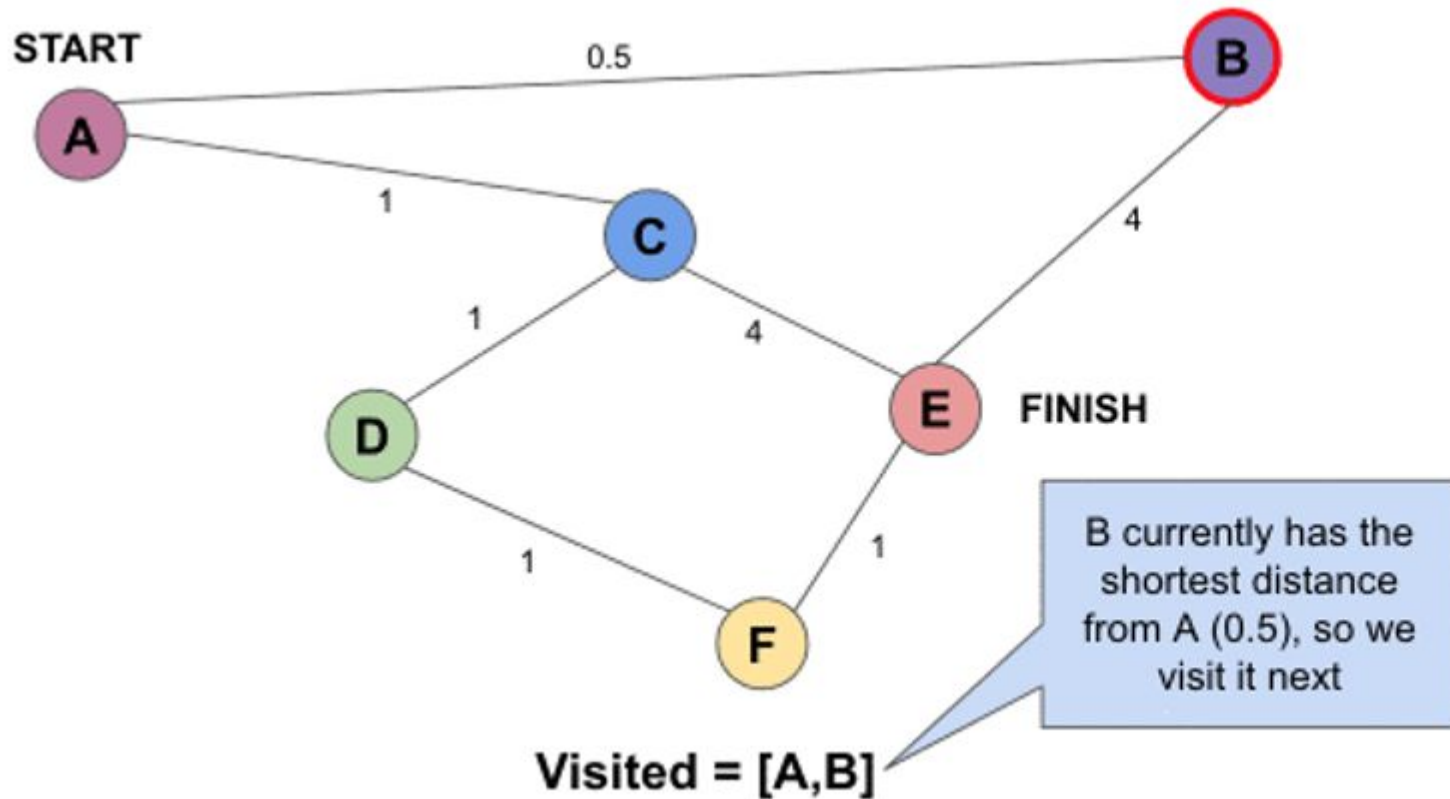 START
0.5
B
A
1
C
4
1
4
D
E
FINISH
1
1
F
B currently has the
shortest distance
from A (0.5), so we
visit it next
Visited = [A,B]